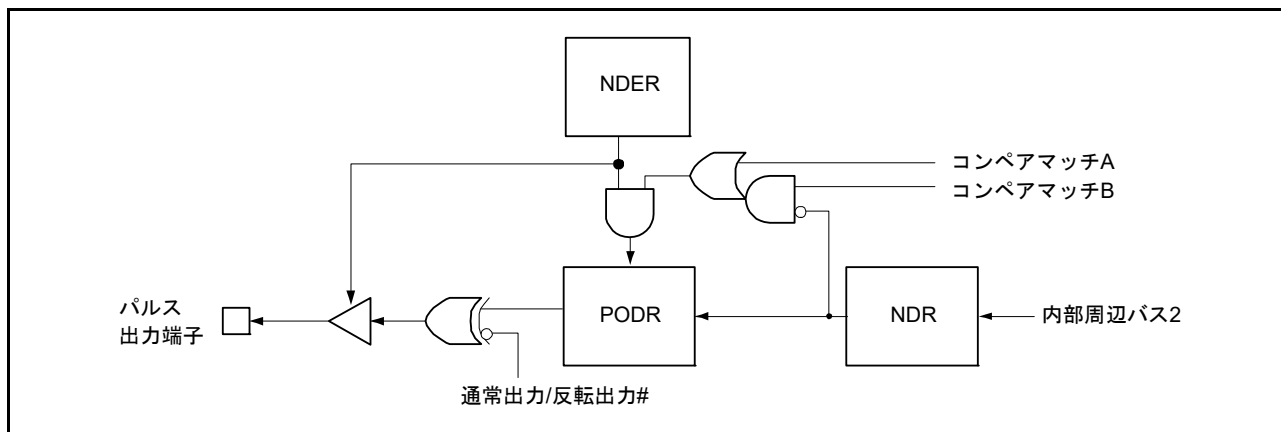 NDER
コンペアマッチA
コンペアマッチB
パルス
出力端子
PODR
NDR
内部周辺バス2
通常出力/反転出力#